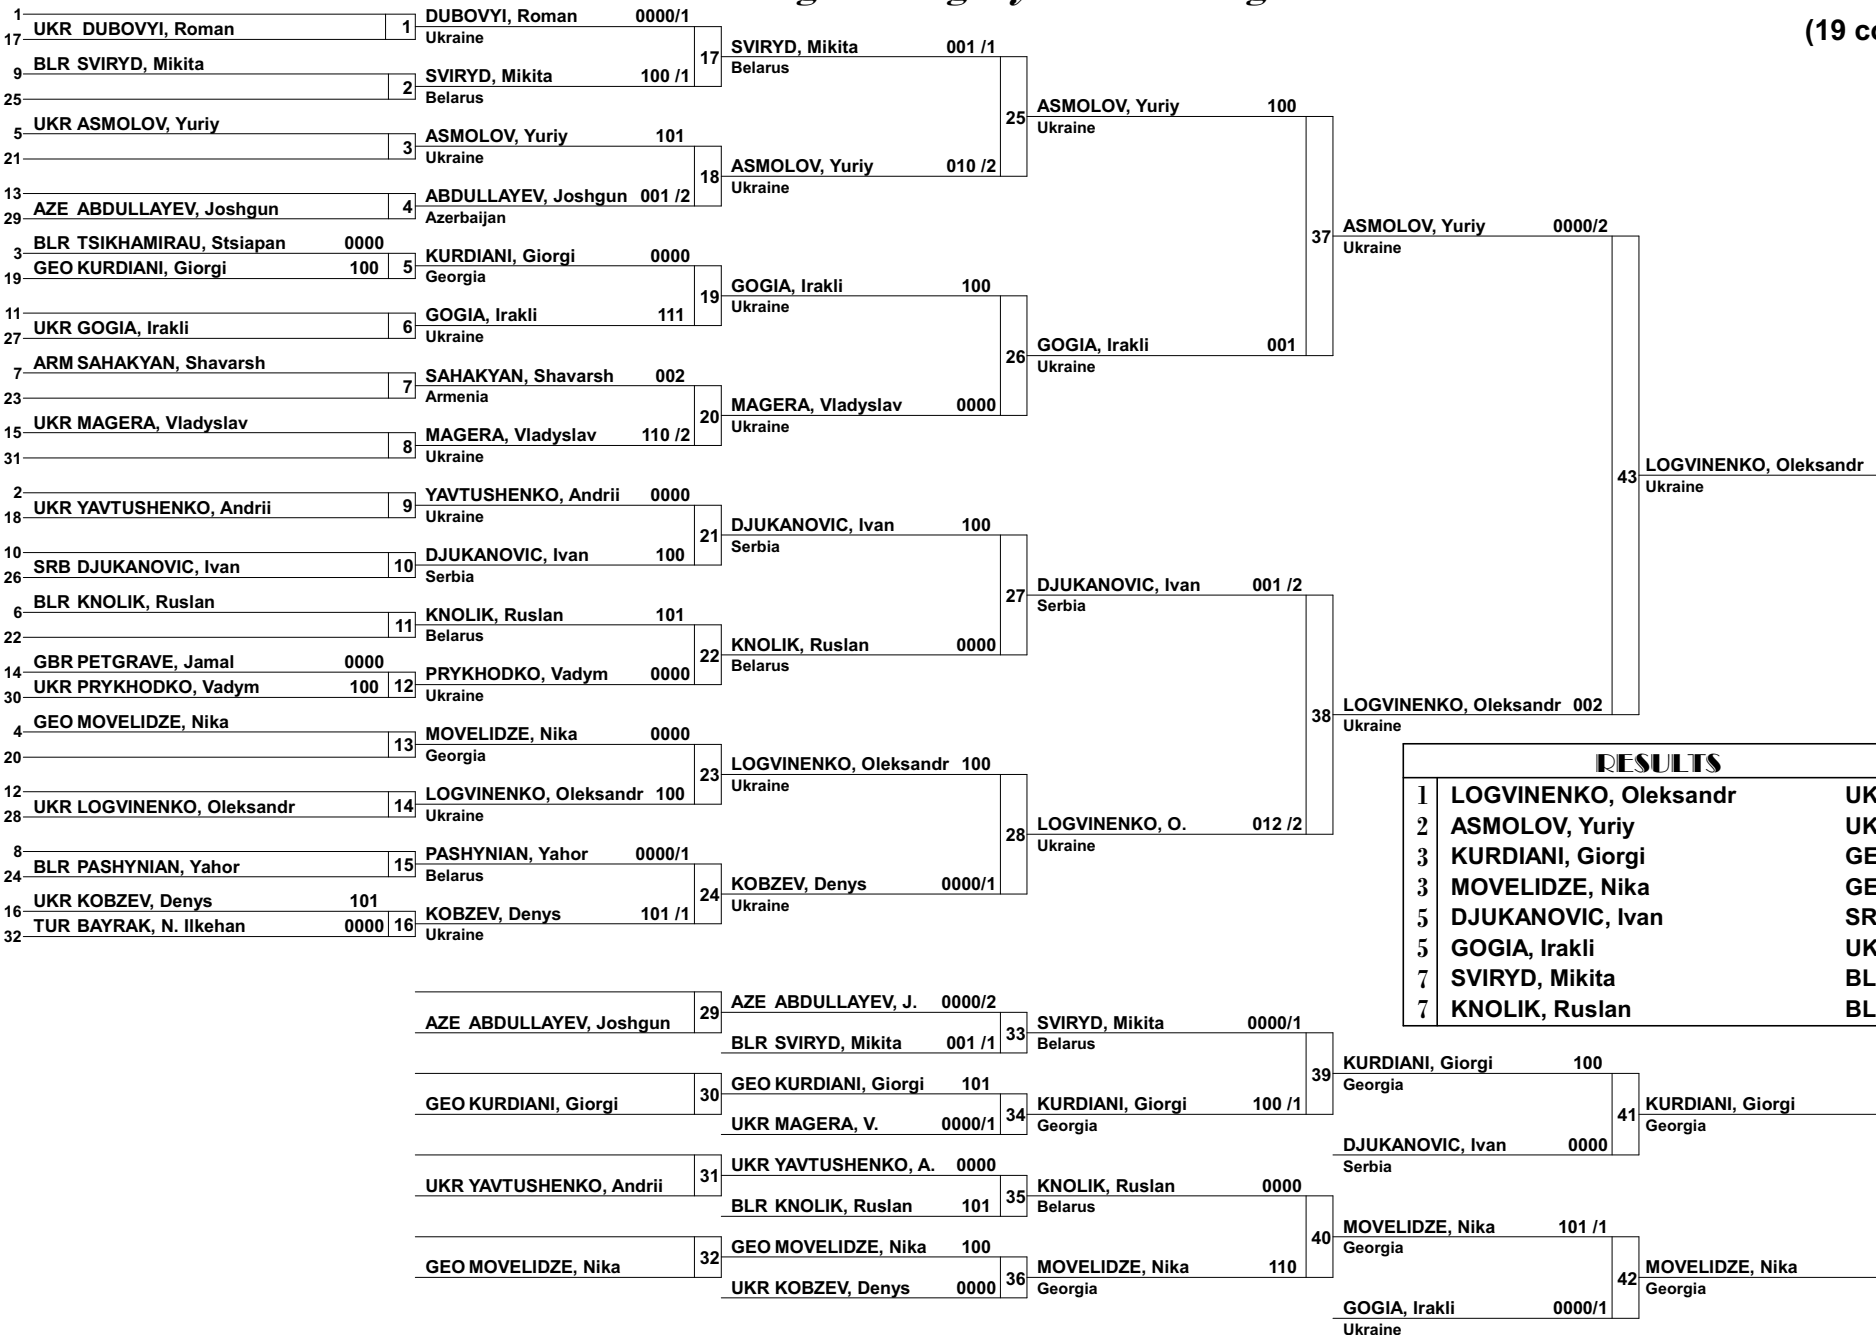 (19 co
1
17 UKR DUBOVYI, Roman 1
9 BLR SVIRYD, Mikita
25 2
5 UKR ASMOLOV, Yuriy
21 3
13
29 AZE ABDULLAYEV, Joshgun 4
3 BLR TSIKHAMIRAU, Stsiapan 0000
19 GEO KURDIANI, Giorgi 100 5
11
27 UKR GOGIA, Irakli 6
7 ARM SAHAKYAN, Shavarsh
23 7
15 UKR MAGERA, Vladyslav
31 8
2
18 UKR YAVTUSHENKO, Andrii 9
10
26 SRB DJUKANOVIC, Ivan 10
6 BLR KNOLIK, Ruslan
22 11
14 GBR PETGRAVE, Jamal 0000
30 UKR PRYKHODKO, Vadym 100 12
4 GEO MOVELIDZE, Nika
20 13
12
28 UKR LOGVINENKO, Oleksandr 14
8
24 BLR PASHYNIAN, Yahor 15
16 UKR KOBZEV, Denys 101
32 TUR BAYRAK, N. Ilkehan 0000 16
DUBOVYI, Roman 0000/1
Ukraine
17
SVIRYD, Mikita 100 /1
Belarus
ASMOLOV, Yuriy 101
Ukraine
18
ABDULLAYEV, Joshgun 001 /2
Azerbaijan
KURDIANI, Giorgi 0000
Georgia
19
GOGIA, Irakli 111
Ukraine
SAHAKYAN, Shavarsh 002
Armenia
20
MAGERA, Vladyslav 110 /2
Ukraine
YAVTUSHENKO, Andrii 0000
Ukraine
21
DJUKANOVIC, Ivan 100
Serbia
KNOLIK, Ruslan 101
Belarus
22
PRYKHODKO, Vadym 0000
Ukraine
MOVELIDZE, Nika 0000
Georgia
23
LOGVINENKO, Oleksandr 100
Ukraine
PASHYNIAN, Yahor 0000/1
Belarus
24
KOBZEV, Denys 101 /1
Ukraine
SVIRYD, Mikita 001 /1
Belarus
25
ASMOLOV, Yuriy 010 /2
Ukraine
GOGIA, Irakli 100
Ukraine
26
MAGERA, Vladyslav 0000
Ukraine
DJUKANOVIC, Ivan 100
Serbia
27
KNOLIK, Ruslan 0000
Belarus
LOGVINENKO, Oleksandr 100
Ukraine
28
KOBZEV, Denys 0000/1
Ukraine
ASMOLOV, Yuriy 100
Ukraine
37
GOGIA, Irakli 001
Ukraine
DJUKANOVIC, Ivan 001 /2
Serbia
38
LOGVINENKO, O. 012 /2
Ukraine
ASMOLOV, Yuriy 0000/2
Ukraine
43
LOGVINENKO, Oleksandr 002
Ukraine
LOGVINENKO, Oleksandr
Ukraine
RESULTS
1 LOGVINENKO, Oleksandr UK
2 ASMOLOV, Yuriy UK
3 KURDIANI, Giorgi GE
3 MOVELIDZE, Nika GE
5 DJUKANOVIC, Ivan SR
5 GOGIA, Irakli UK
7 SVIRYD, Mikita BL
7 KNOLIK, Ruslan BL
AZE ABDULLAYEV, Joshgun 29
GEO KURDIANI, Giorgi 30
UKR YAVTUSHENKO, Andrii 31
GEO MOVELIDZE, Nika 32
AZE ABDULLAYEV, J. 0000/2
33
BLR SVIRYD, Mikita 001 /1
GEO KURDIANI, Giorgi 101
34
UKR MAGERA, V. 0000/1
UKR YAVTUSHENKO, A. 0000
35
BLR KNOLIK, Ruslan 101
GEO MOVELIDZE, Nika 100
36
UKR KOBZEV, Denys 0000
SVIRYD, Mikita 0000/1
Belarus
39
KURDIANI, Giorgi 100 /1
Georgia
KNOLIK, Ruslan 0000
Belarus
40
MOVELIDZE, Nika 110
Georgia
KURDIANI, Giorgi 100
Georgia
41
DJUKANOVIC, Ivan 0000
Serbia
MOVELIDZE, Nika 101 /1
Georgia
42
GOGIA, Irakli 0000/1
Ukraine
KURDIANI, Giorgi
Georgia
MOVELIDZE, Nika
Georgia